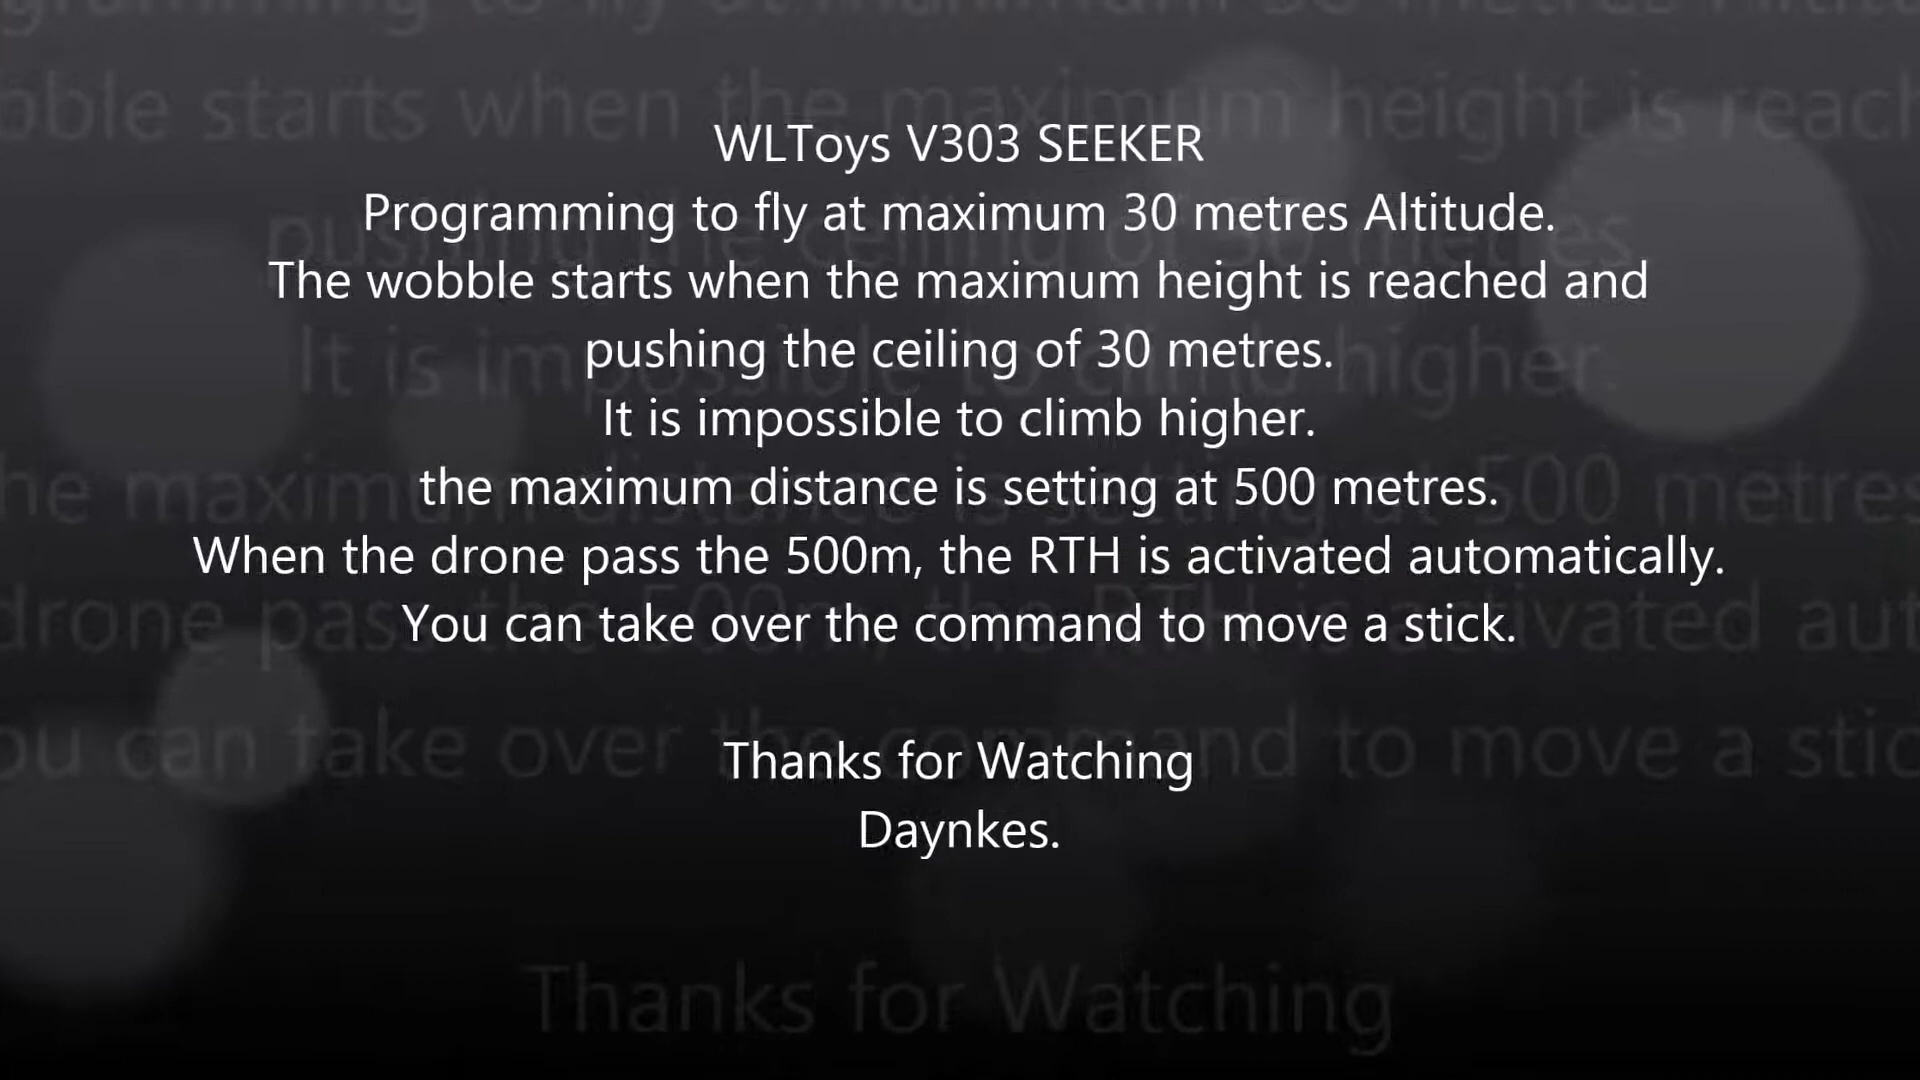 WLToys V303 SEEKER
Programming to fly at maximum 30 metres Altitude.
The wobble starts when the maximum height is reached and
pushing the ceiling of 30 metres.
It is impossible to climb higher.
the maximum distance is setting at 500 metres.
When the drone pass the 500m, the RTH is activated automatically.
You can take over the command to move a stick.
Thanks for Watching
Daynkes.
Thanks for Watching